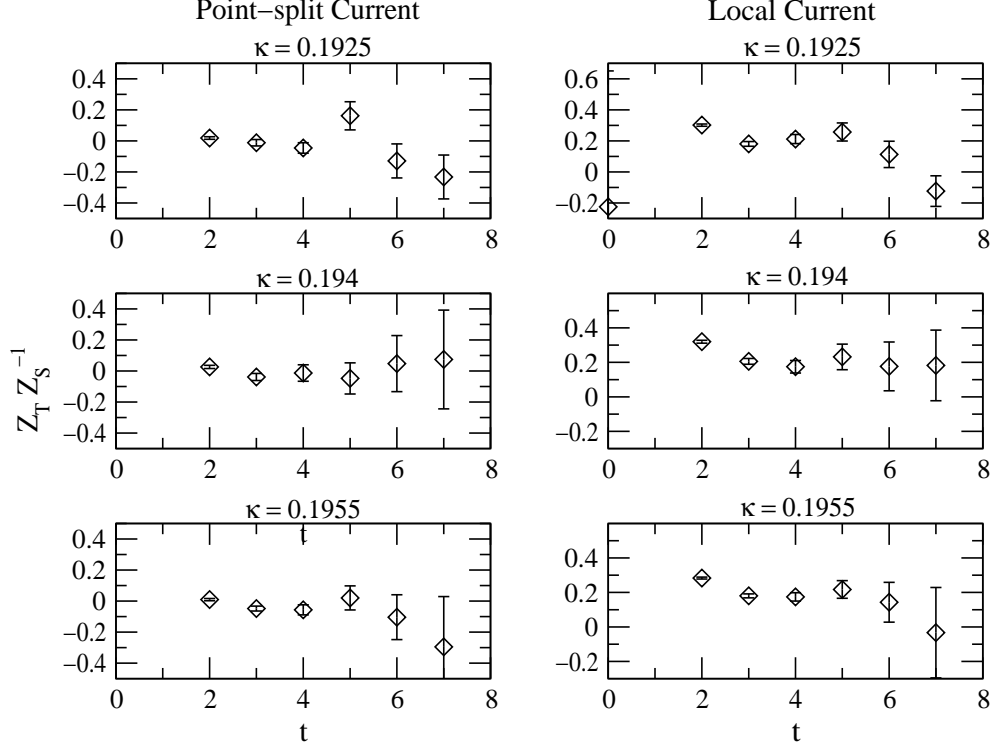 Point−split Current
Local Current
κ = 0.1925
0.4
0.2
0
−0.2
−0.4
0 2 4 6 8
κ = 0.1925
0.6
0.4
0.2
0
−0.2
0 2 4 6 8
Z_T Z_S^{−1}
κ = 0.194
0.4
0.2
0
−0.2
−0.4
0 2 4 6 8
κ = 0.194
0.4
0.2
0
−0.2
0 2 4 6 8
κ = 0.1955
t
0.4
0.2
0
−0.2
−0.4
0 2 4 6 8
t
κ = 0.1955
0.4
0.2
0
−0.2
0 2 4 6 8
t